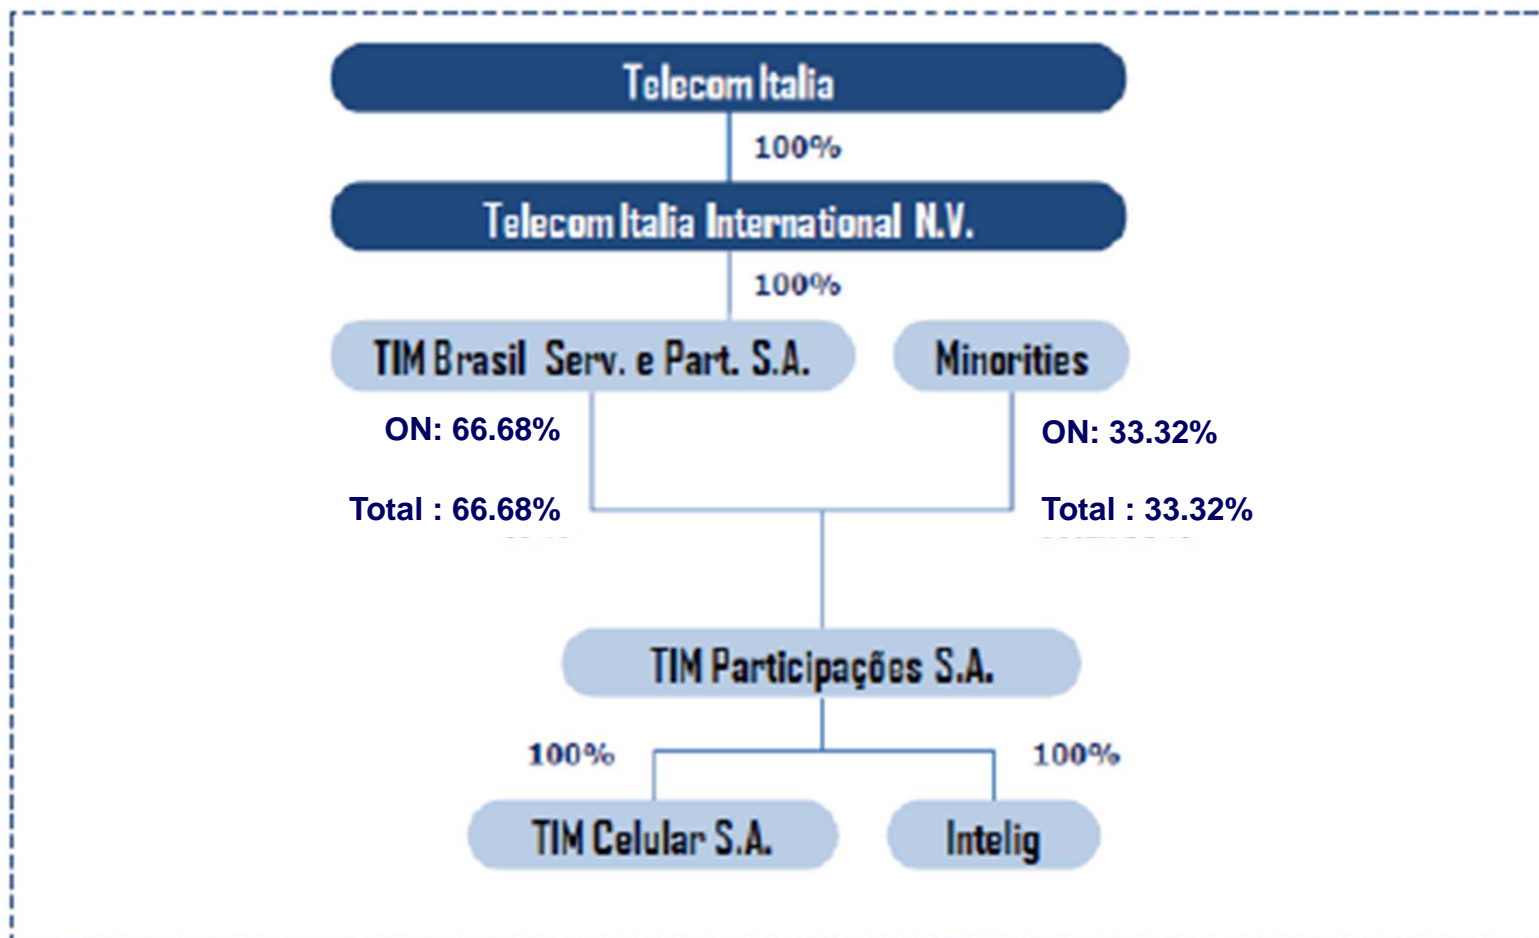 Telecom Italia
100%
Telecom Italia International N.V.
100%
TIM Brasil Serv. e Part. S.A.
Minorities
ON: 66.68%
ON: 33.32%
Total : 66.68%
Total : 33.32%
TIM Participações S.A.
100%
100%
TIM Celular S.A.
Intelig